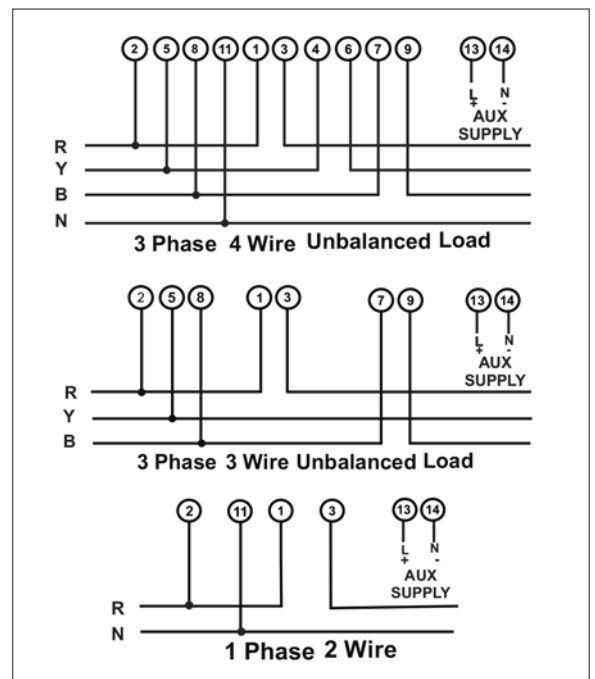 2 5 8 11 1 3 4 6 7 9 13 14
L N
+ -
AUX
SUPPLY
R
Y
B
N
3 Phase 4 Wire Unbalanced Load
2 5 8 1 3 7 9 13 14
L N
+ -
AUX
SUPPLY
R
Y
B
3 Phase 3 Wire Unbalanced Load
2 11 1 3 13 14
L N
+ -
AUX
SUPPLY
R
N
1 Phase 2 Wire